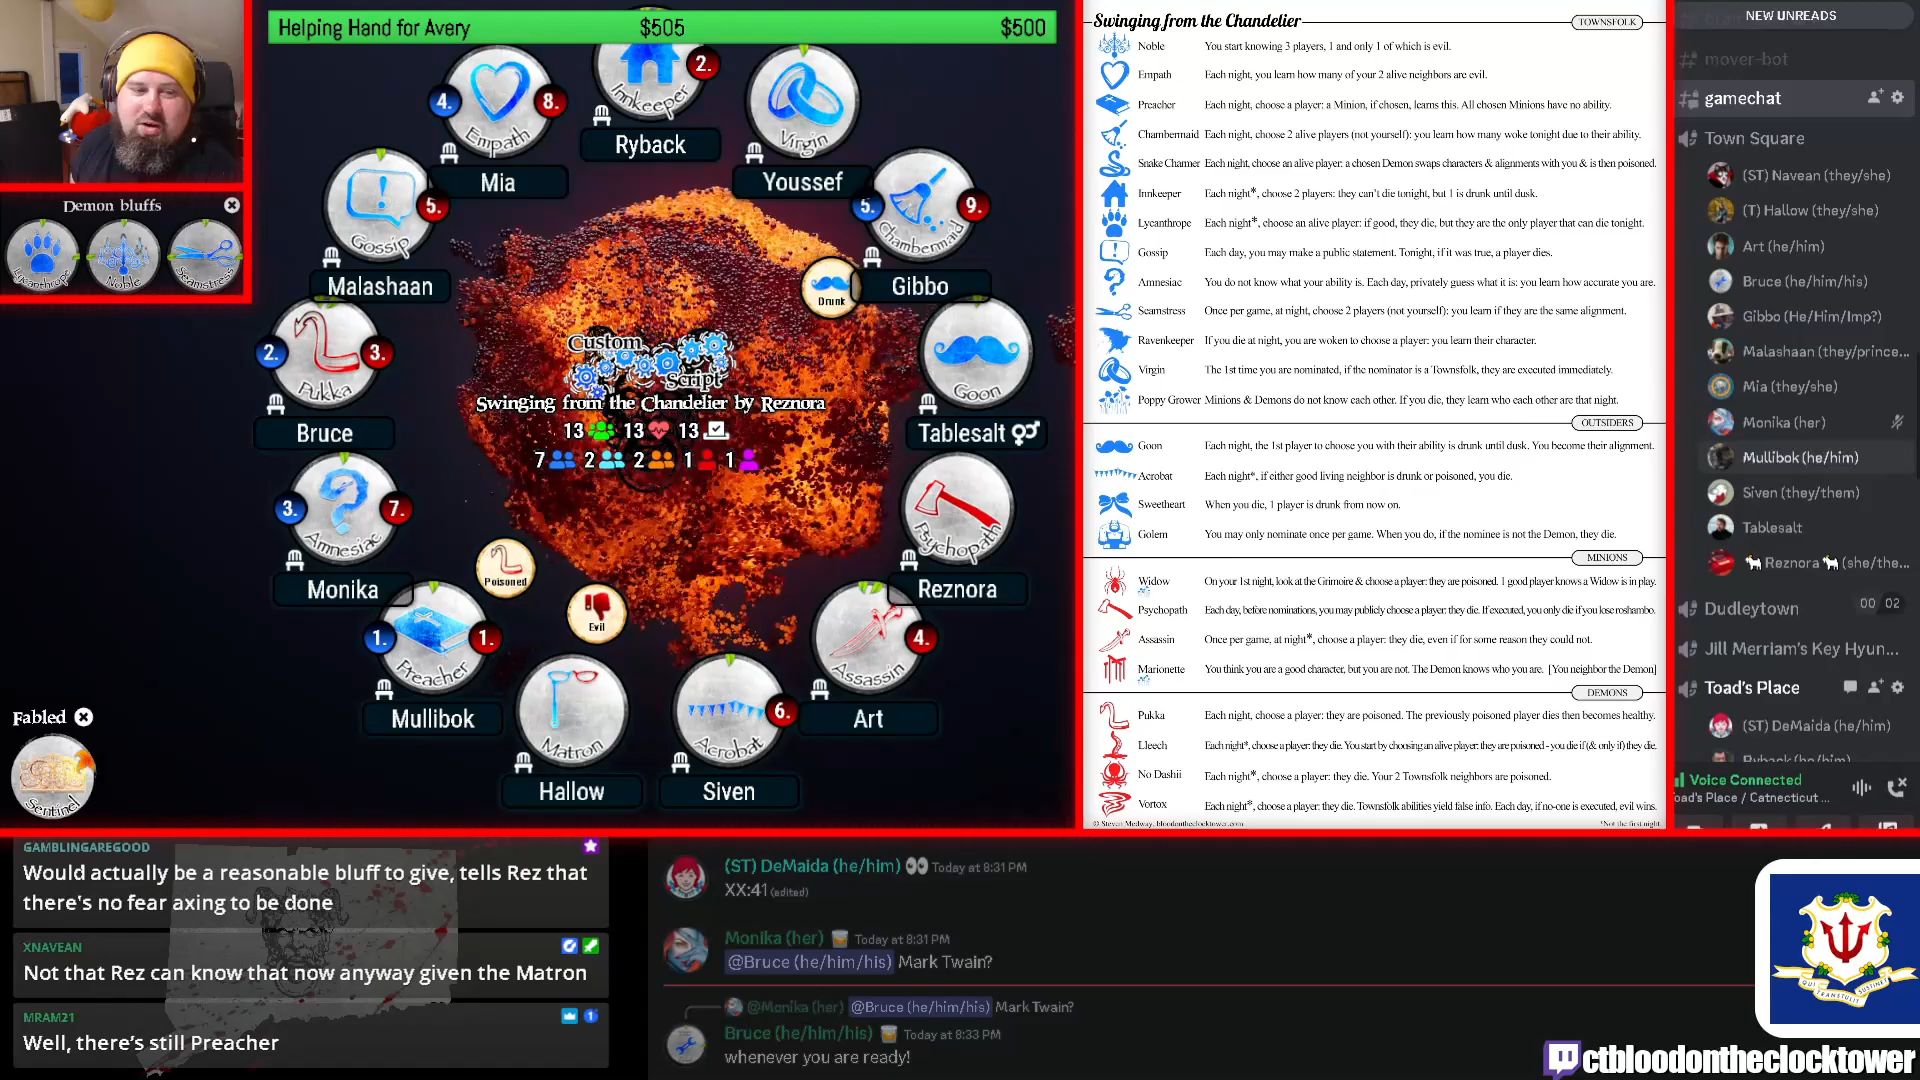 Helping Hand for Avery $505 $500
Demon bluffs
Lycanthrope Noble Seamstress
Innkeeper 2.
Ryback
4. Empath 8.
Mia
Virgin
Youssef
Gossip 5.
Malashaan
5. Chambermaid 9.
Gibbo
Drunk
2. Pukka 3.
Bruce
Goon
Tablesalt
Custom
Script
Swinging from the Chandelier by Reznora
13 13 13
7 2 2 1 1
3. Amnesiac 7.
Monika
Psychopath
Reznora
Poisoned
Evil
1. Preacher 1.
Mullibok
Assassin 4.
Art
Matron
Hallow
Acrobat 6.
Siven
Fabled
Sentinel
Swinging from the Chandelier
TOWNSFOLK
Noble You start knowing 3 players, 1 and only 1 of which is evil.
Empath Each night, you learn how many of your 2 alive neighbors are evil.
Preacher Each night, choose a player: a Minion, if chosen, learns this. All chosen Minions have no ability.
Chambermaid Each night, choose 2 alive players (not yourself): you learn how many woke tonight due to their ability.
Snake Charmer Each night, choose an alive player: a chosen Demon swaps characters & alignments with you & is then poisoned.
Innkeeper Each night*, choose 2 players: they can't die tonight, but 1 is drunk until dusk.
Lycanthrope Each night*, choose an alive player: if good, they die, but they are the only player that can die tonight.
Gossip Each day, you may make a public statement. Tonight, if it was true, a player dies.
Amnesiac You do not know what your ability is. Each day, privately guess what it is: you learn how accurate you are.
Seamstress Once per game, at night, choose 2 players (not yourself): you learn if they are the same alignment.
Ravenkeeper If you die at night, you are woken to choose a player: you learn their character.
Virgin The 1st time you are nominated, if the nominator is a Townsfolk, they are executed immediately.
Poppy Grower Minions & Demons do not know each other. If you die, they learn who each other are that night.
OUTSIDERS
Goon Each night, the 1st player to choose you with their ability is drunk until dusk. You become their alignment.
Acrobat Each night*, if either good living neighbor is drunk or poisoned, you die.
Sweetheart When you die, 1 player is drunk from now on.
Golem You may only nominate once per game. When you do, if the nominee is not the Demon, they die.
MINIONS
Widow On your 1st night, look at the Grimoire & choose a player: they are poisoned. 1 good player knows a Widow is in play.
Psychopath Each day, before nominations, you may publicly choose a player: they die. If executed, you only die if you lose roshambo.
Assassin Once per game, at night*, choose a player: they die, even if for some reason they could not.
Marionette You think you are a good character, but you are not. The Demon knows who you are. [You neighbor the Demon]
DEMONS
Pukka Each night, choose a player: they are poisoned. The previously poisoned player dies then becomes healthy.
Lleech Each night*, choose a player: they die. You start by choosing an alive player: they are poisoned - you die if (& only if) they die.
No Dashii Each night*, choose a player: they die. Your 2 Townsfolk neighbors are poisoned.
Vortox Each night*, choose a player: they die. Townsfolk abilities yield false info. Each day, if no-one is executed, evil wins.
© Steven Medway, bloodontheclocktower.com *Not the first night
NEW UNREADS
mover-bot
gamechat
Town Square
(ST) Navean (they/she)
(T) Hallow (they/she)
Art (he/him)
Bruce (he/him/his)
Gibbo (He/Him/Imp?)
Malashaan (they/prince...
Mia (they/she)
Monika (her)
Mullibok (he/him)
Siven (they/them)
Tablesalt
Reznora (she/the...
Dudleytown 00 02
Jill Merriam's Key Hyun...
Toad's Place
(ST) DeMaida (he/him)
Ryback (he/him)
Voice Connected
oad's Place / Catnecticut ...
GAMBLINGAREGOOD
Would actually be a reasonable bluff to give, tells Rez that
there's no fear axing to be done
XNAVEAN
Not that Rez can know that now anyway given the Matron
MRAM21
Well, there's still Preacher
(ST) DeMaida (he/him) Today at 8:31 PM
XX:41 (edited)
Monika (her) Today at 8:31 PM
@Bruce (he/him/his) Mark Twain?
@Monika (her) @Bruce (he/him/his) Mark Twain?
Bruce (he/him/his) Today at 8:33 PM
whenever you are ready!
QUI TRANSTULIT SUSTINET
ctbloodontheclocktower